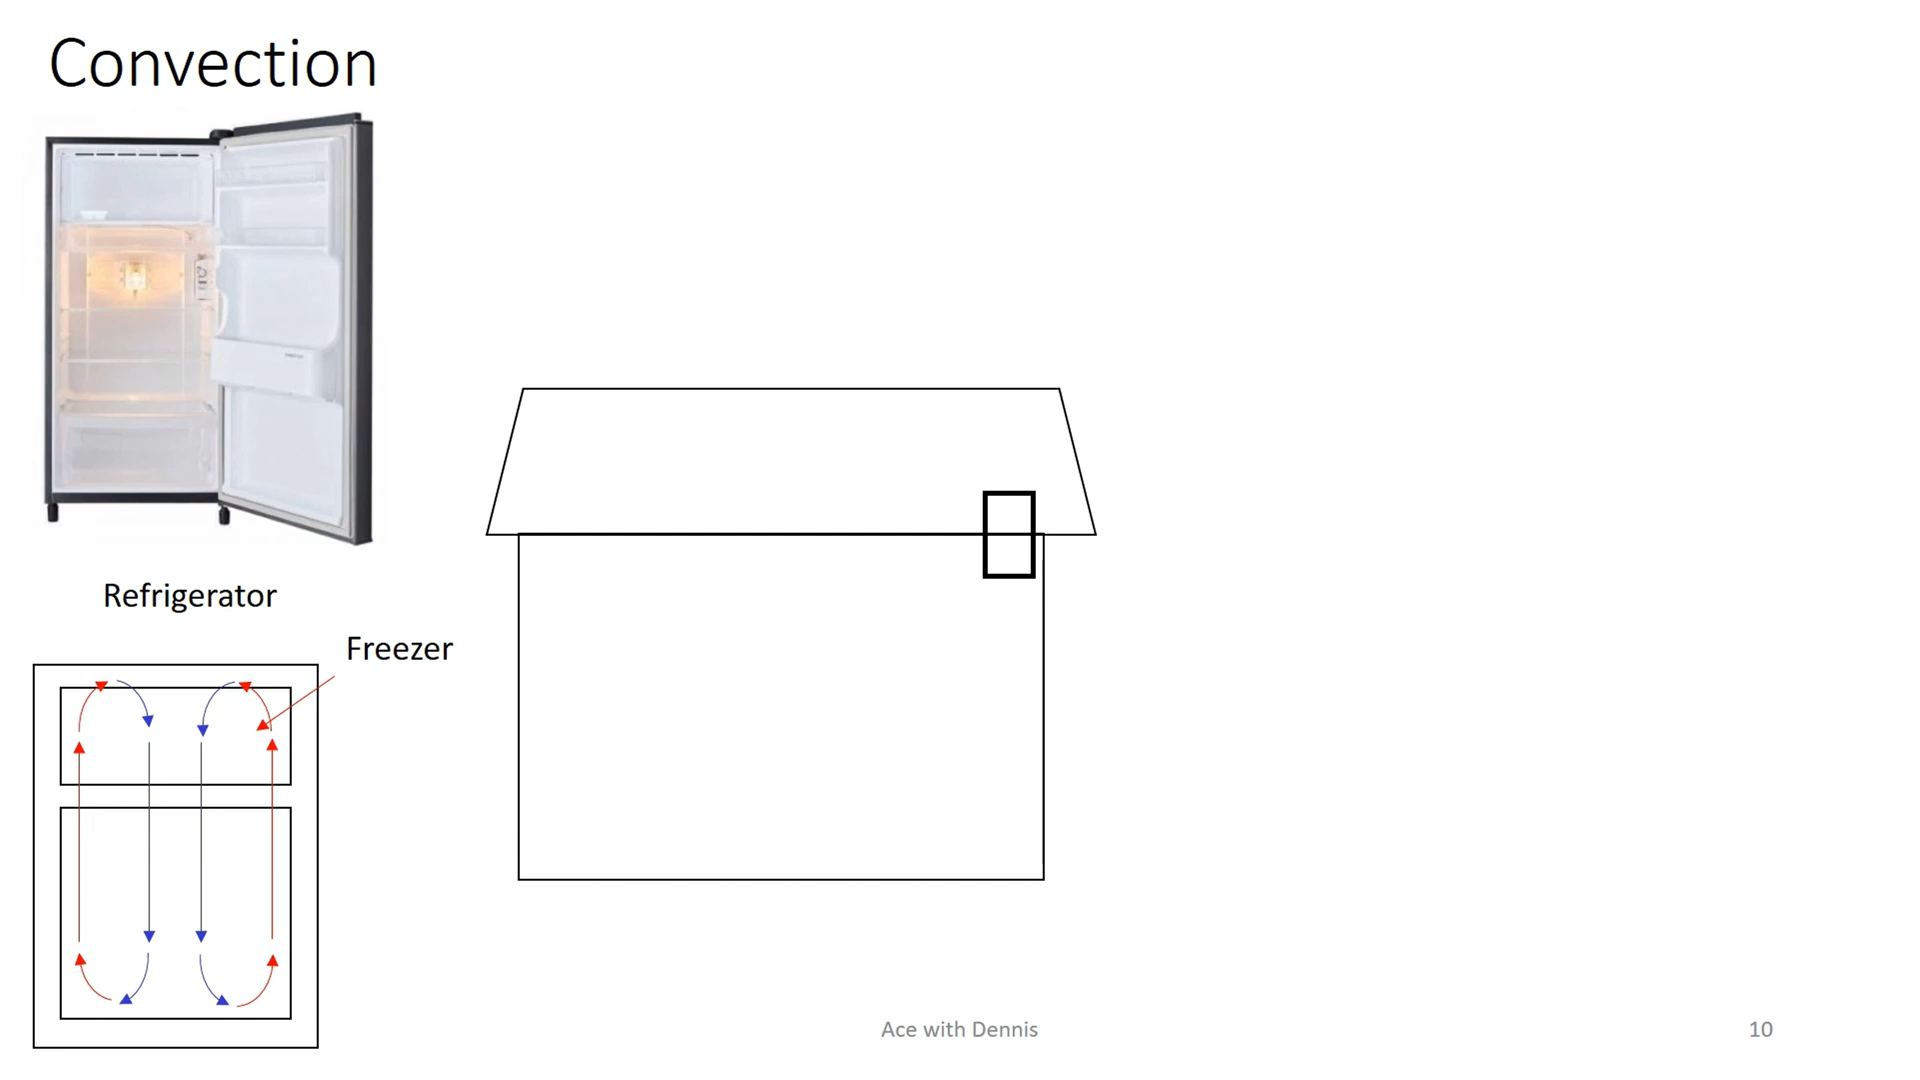 Convection
Refrigerator
Freezer
Ace with Dennis
10